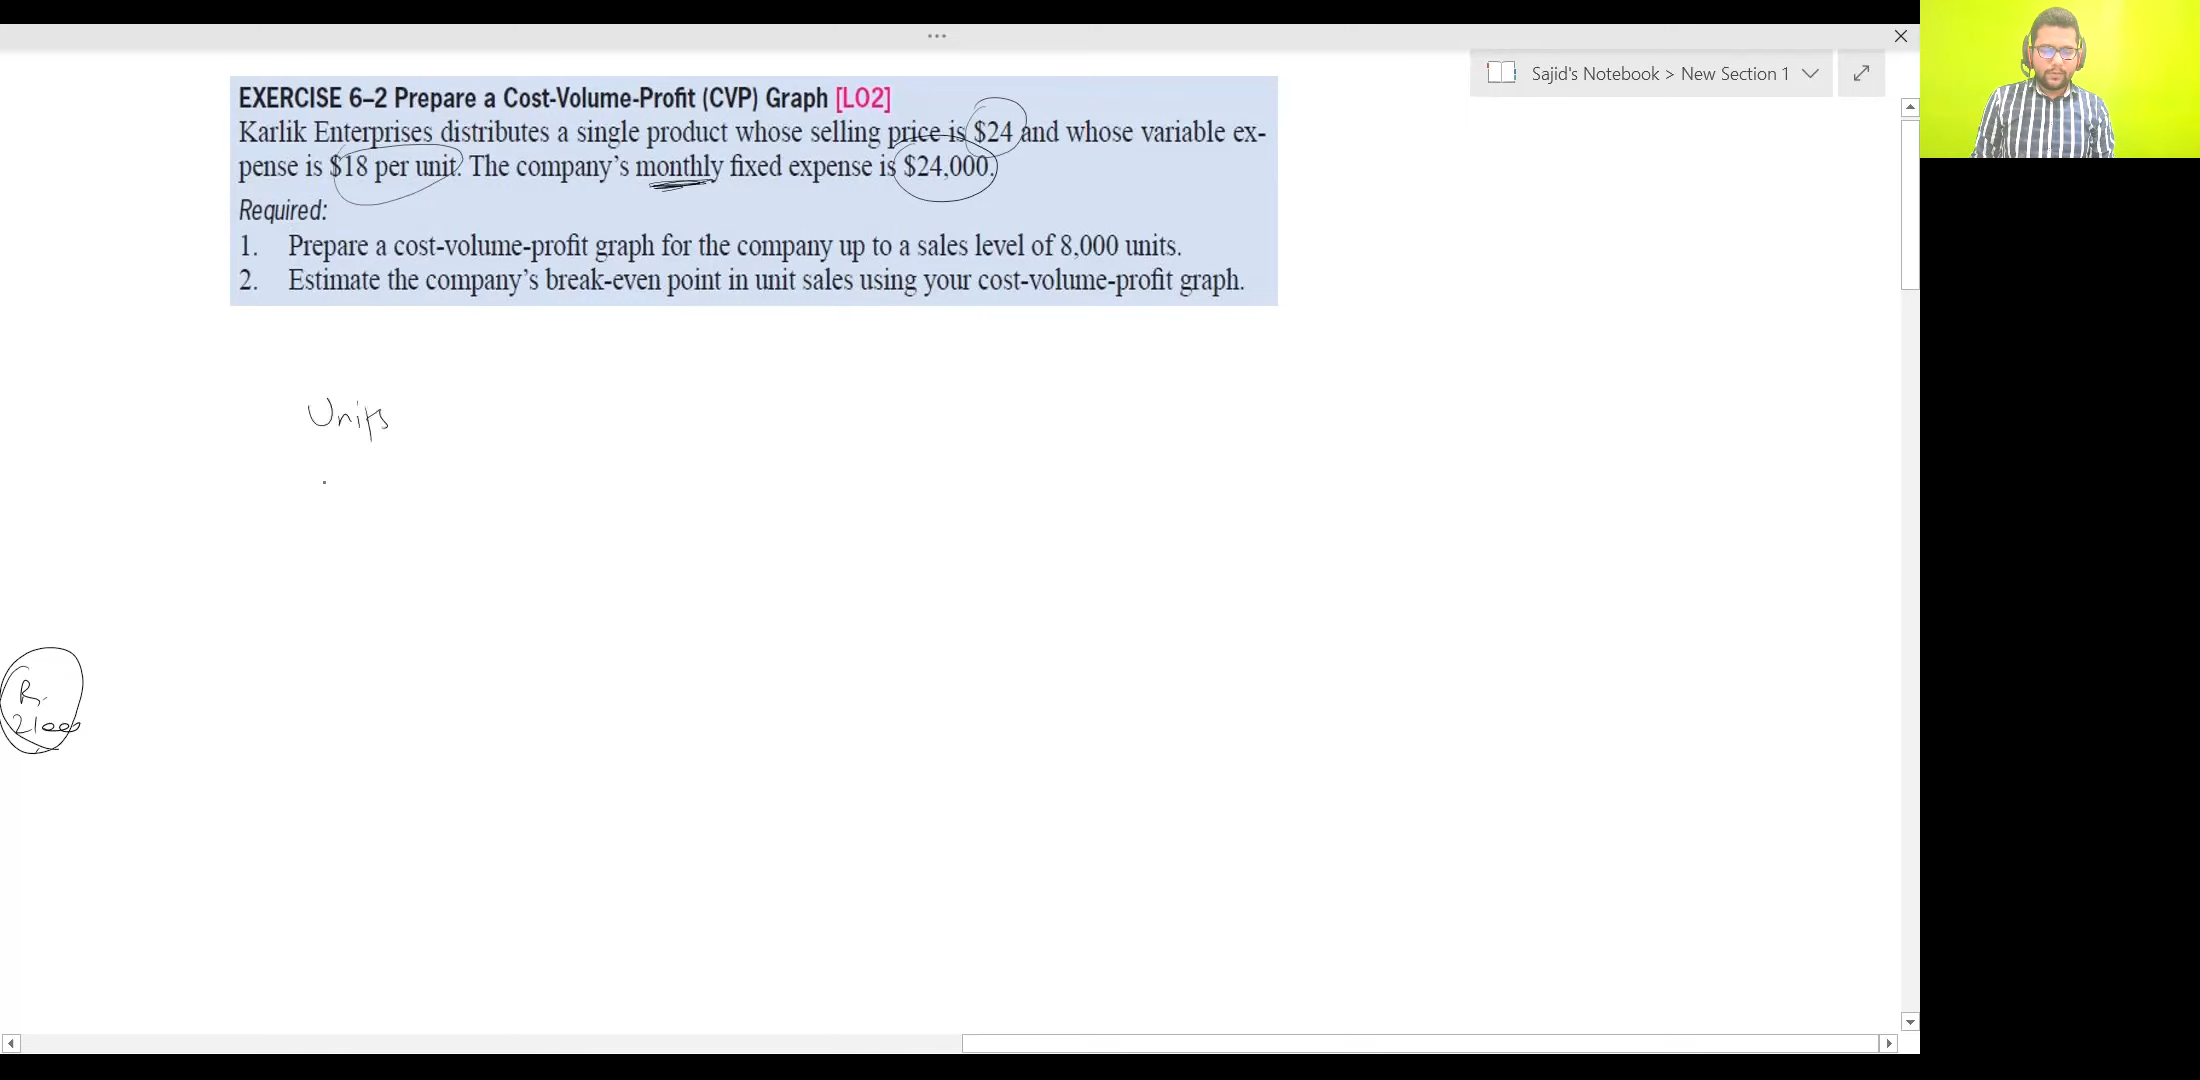 Sajid's Notebook > New Section 1
EXERCISE 6–2 Prepare a Cost-Volume-Profit (CVP) Graph [LO2]
Karlik Enterprises distributes a single product whose selling price is $24 and whose variable ex-
pense is $18 per unit. The company's monthly fixed expense is $24,000.
Required:
1. Prepare a cost-volume-profit graph for the company up to a sales level of 8,000 units.
2. Estimate the company's break-even point in unit sales using your cost-volume-profit graph.
Units
R.
21000